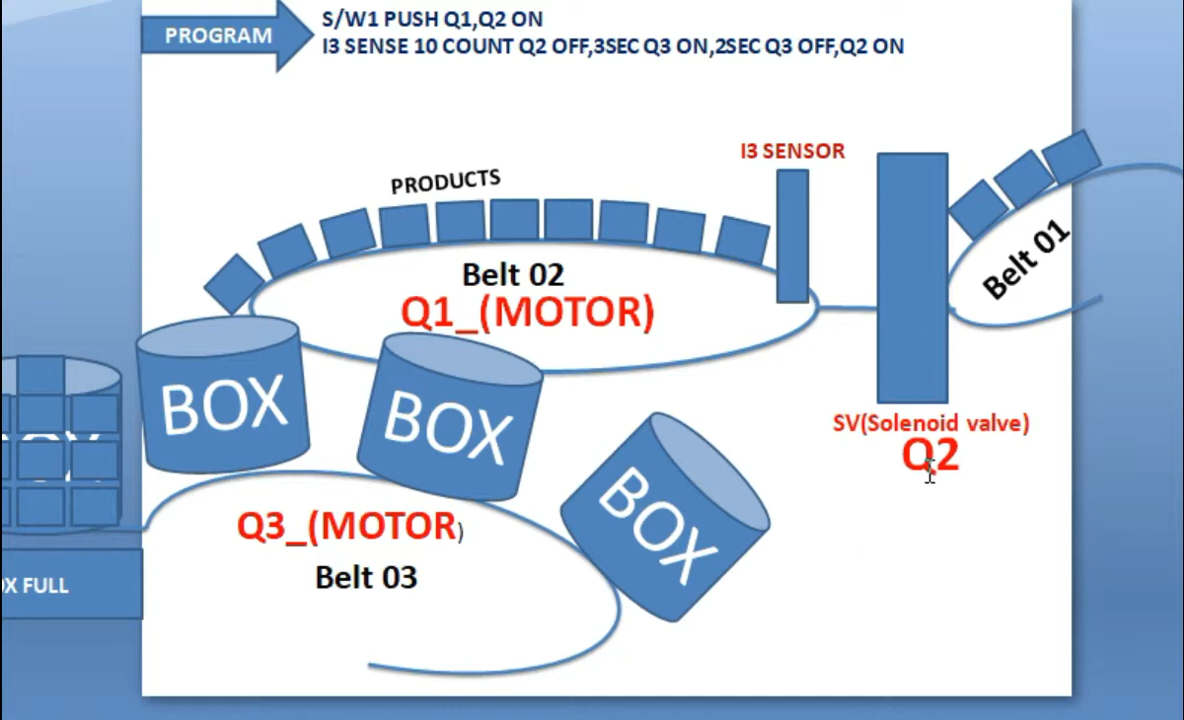 PROGRAM
S/W1 PUSH Q1,Q2 ON
I3 SENSE 10 COUNT Q2 OFF,3SEC Q3 ON,2SEC Q3 OFF,Q2 ON
I3 SENSOR
PRODUCTS
Belt 01
Belt 02
Q1_(MOTOR)
BOX
BOX
BOX
SV(Solenoid valve)
Q2
Q3_(MOTOR)
Belt 03
OX FULL